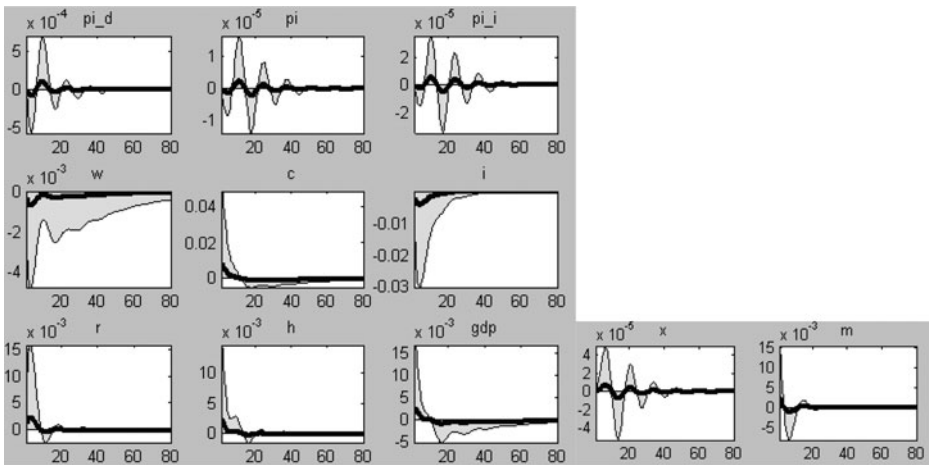 x 10^-4 pi_d
5
0
-5
20 40 60 80
x 10^-5 pi
1
0
-1
20 40 60 80
x 10^-5 pi_i
2
0
-2
20 40 60 80
x 10^-3 w
0
-2
-4
20 40 60 80
c
0.04
0.02
0
20 40 60 80
i
-0.01
-0.02
-0.03
20 40 60 80
x 10^-3 r
15
10
5
0
20 40 60 80
x 10^-3 h
10
5
0
20 40 60 80
x 10^-3 gdp
15
10
5
0
-5
20 40 60 80
x 10^-5 x
4
2
0
-2
-4
20 40 60 80
x 10^-3 m
15
10
5
0
-5
20 40 60 80